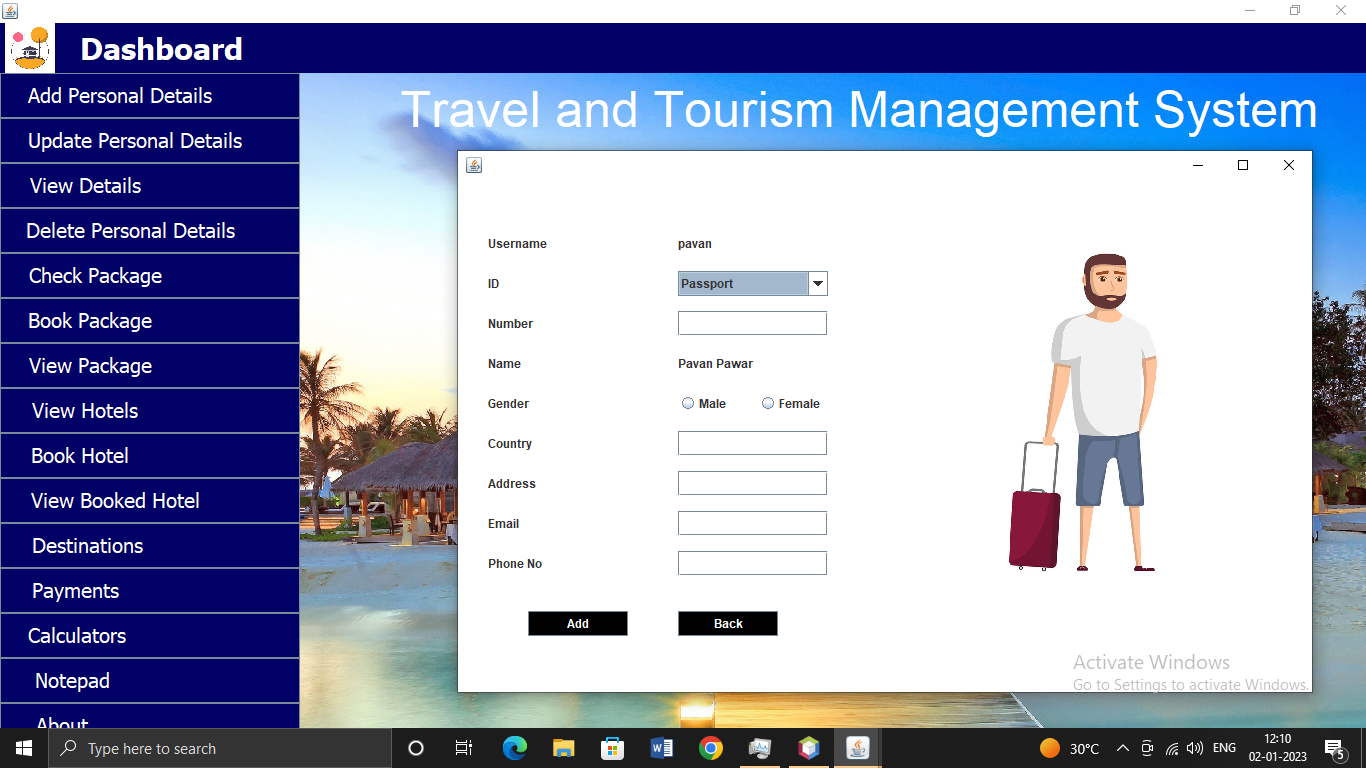 Dashboard
Add Personal Details
Update Personal Details
View Details
Delete Personal Details
Check Package
Book Package
View Package
View Hotels
Book Hotel
View Booked Hotel
Destinations
Payments
Calculators
Notepad
About
Travel and Tourism Management System
Username pavan
ID Passport
Number
Name Pavan Pawar
Gender Male Female
Country
Address
Email
Phone No
Add Back
Activate Windows
Go to Settings to activate Windows.
Type here to search
30°C
ENG
12:10
02-01-2023
5